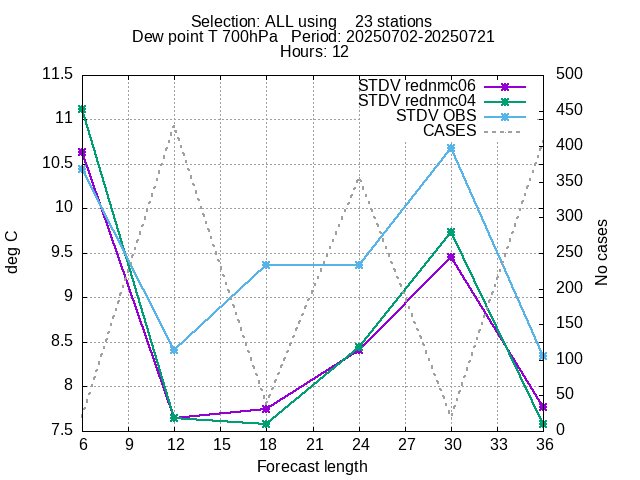 Selection: ALL using    23 stations
Dew point T 700hPa   Period: 20250702-20250721
Hours: 12
STDV rednmc06
STDV rednmc04
STDV OBS
CASES
11.5
11
10.5
10
9.5
9
8.5
8
7.5
500
450
400
350
300
250
200
150
100
50
0
6 9 12 15 18 21 24 27 30 33 36
deg C
No cases
Forecast length